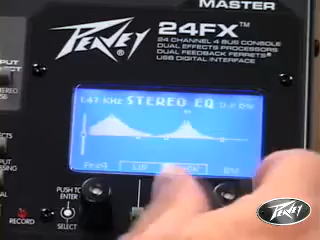 MASTER
PEAVEY
24FX™
24 CHANNEL 4 BUS CONSOLE
DUAL EFFECTS PROCESSORS
DUAL FEEDBACK FERRETS®
USB DIGITAL INTERFACE
1.47 KHz STEREO EQ
PUSH TO
ENTER
SELECT
RECORD
PEAVEY